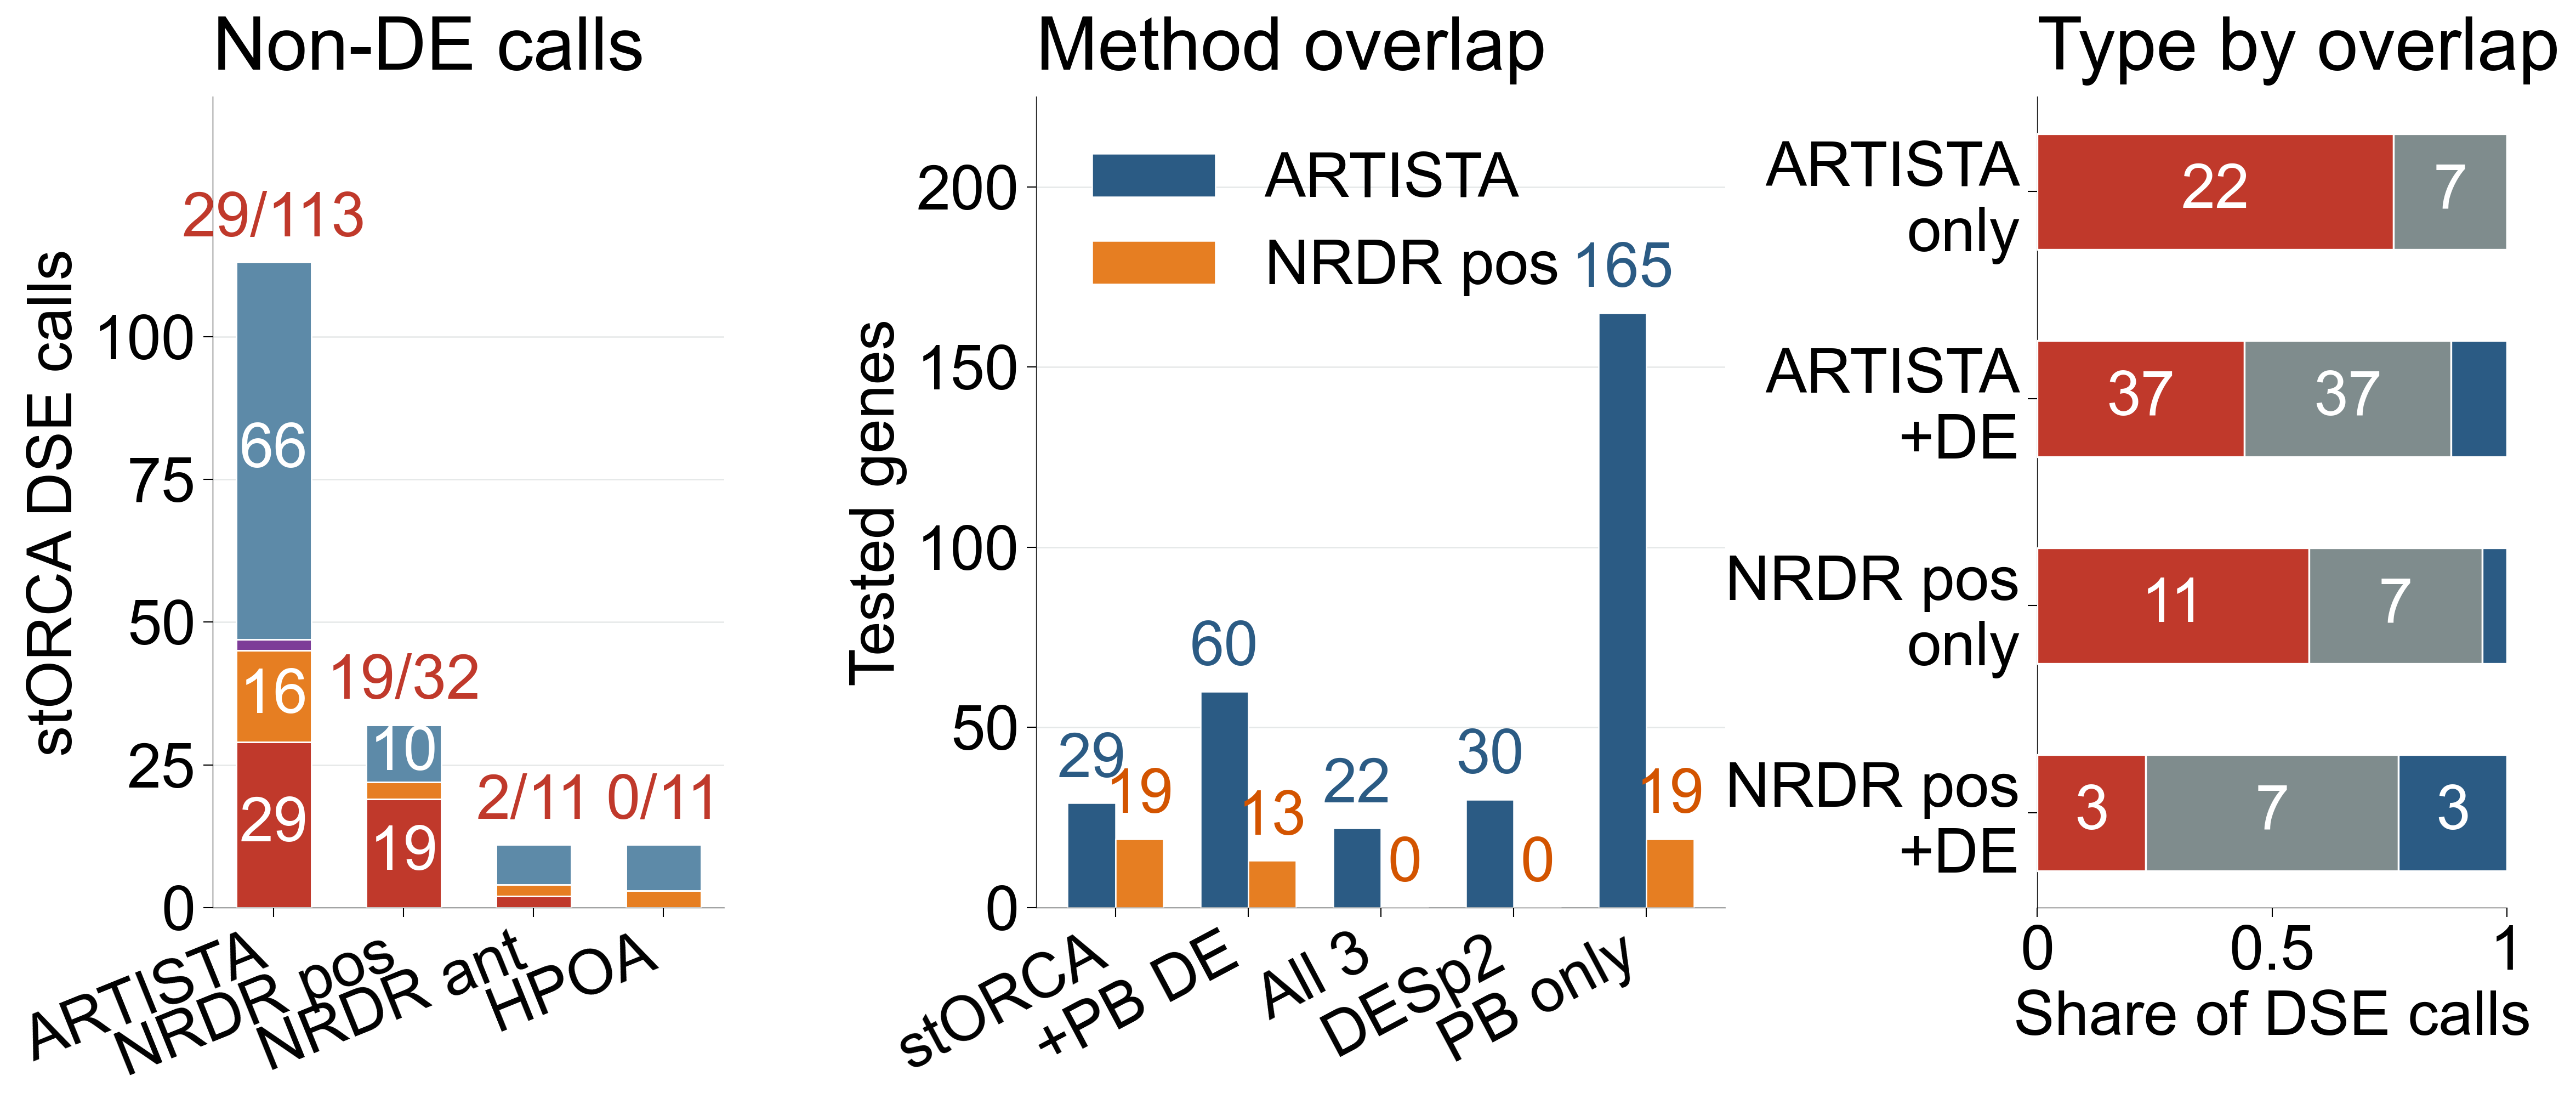 Non-DE calls
stORCA DSE calls
100
75
50
25
0
29/113
66
16
29
19/32
10
19
2/11
0/11
ARTISTA
NRDR pos
NRDR ant
HPOA
Method overlap
Tested genes
200
150
100
50
0
ARTISTA
NRDR pos
29
19
60
13
22
0
30
0
165
19
stORCA
+PB DE
All 3
DESp2
PB only
Type by overlap
ARTISTA
only
22
7
ARTISTA
+DE
37
37
NRDR pos
only
11
7
NRDR pos
+DE
3
7
3
0
0.5
1
Share of DSE calls